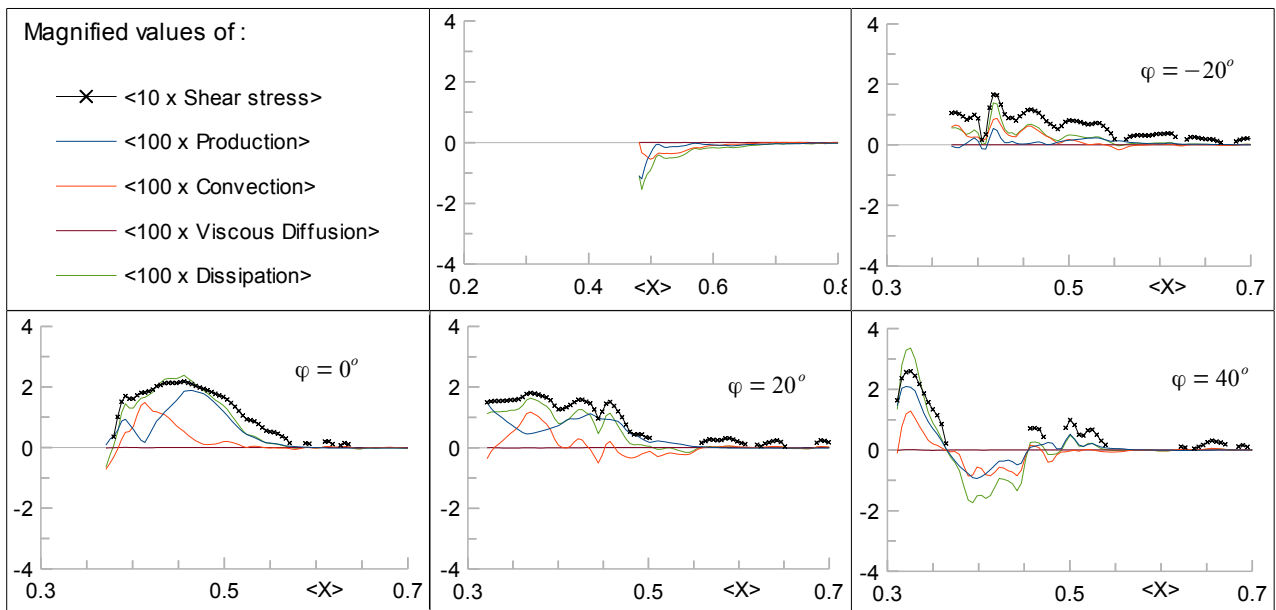 Magnified values of :
<10 x Shear stress>
<100 x Production>
<100 x Convection>
<100 x Viscous Diffusion>
<100 x Dissipation>
4
2
0
-2
-4
0.2 0.4 <X> 0.6 0.8
φ = −20°
4
2
0
-2
-4
0.3 0.5 <X> 0.7
φ = 0°
4
2
0
-2
-4
0.3 0.5 <X> 0.7
φ = 20°
4
2
0
-2
-4
0.3 0.5 <X> 0.7
φ = 40°
4
2
0
-2
-4
0.3 0.5 <X> 0.7